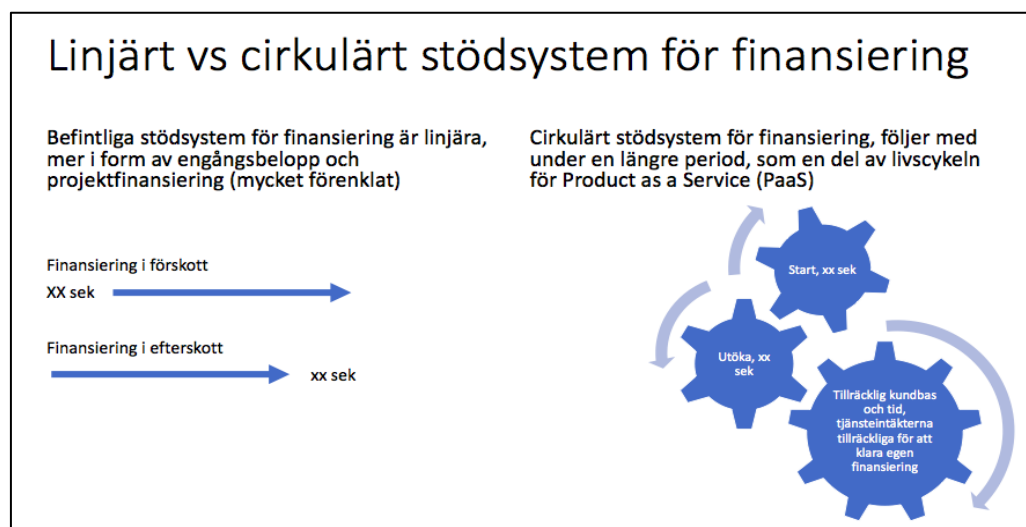 Linjärt vs cirkulärt stödsystem för finansiering
Befintliga stödsystem för finansiering är linjära,
mer i form av engångsbelopp och
projektfinansiering (mycket förenklat)
Finansiering i förskott
XX sek
Finansiering i efterskott
xx sek
Cirkulärt stödsystem för finansiering, följer med
under en längre period, som en del av livscykeln
för Product as a Service (PaaS)
Start, xx sek
Utöka, xx
sek
Tillräcklig kundbas
och tid,
tjänsteintäkterna
tillräckliga för att
klara egen
finansiering